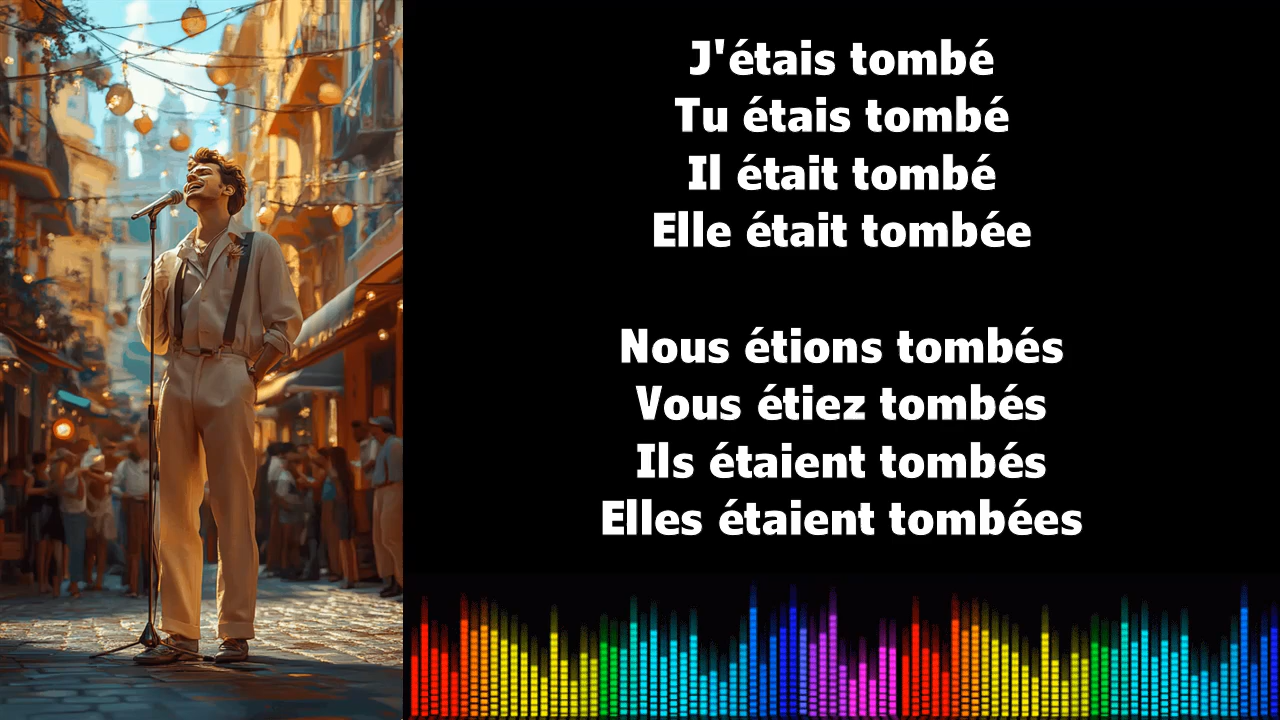 J'étais tombé
Tu étais tombé
Il était tombé
Elle était tombée
Nous étions tombés
Vous étiez tombés
Ils étaient tombés
Elles étaient tombées